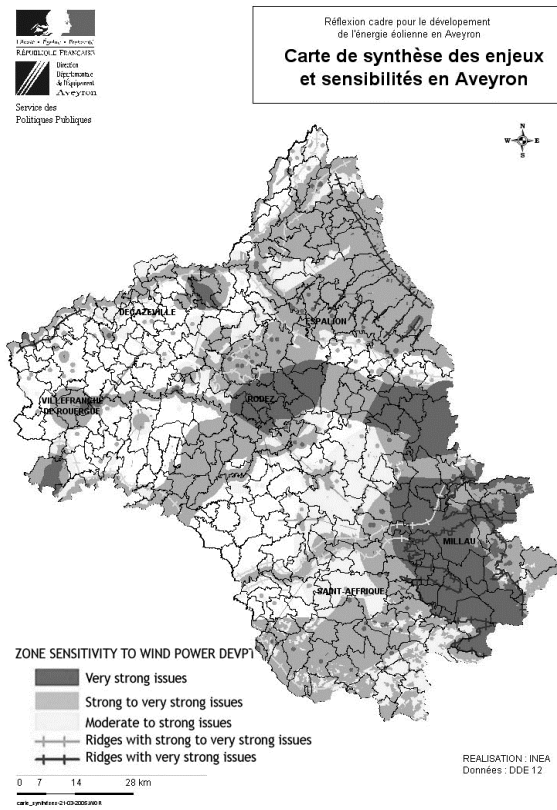 Liberté • Égalité • Fraternité
RÉPUBLIQUE FRANÇAISE
Direction
Départementale
de l'Équipement
Aveyron
Service des
Politiques Publiques
Réflexion cadre pour le dévelopement
de l'énergie éolienne en Aveyron
Carte de synthèse des enjeux
et sensibilités en Aveyron
N
W E
S
DECAZEVILLE
ESPALION
VILLEFRANCHE
DE ROUERGUE
RODEZ
MILLAU
SAINT-AFFRIQUE
ZONE SENSITIVITY TO WIND POWER DEVPT
Very strong issues
Strong to very strong issues
Moderate to strong issues
Ridges with strong to very strong issues
Ridges with very strong issues
0 7 14 28 km
REALISATION : INEA
Données : DDE 12